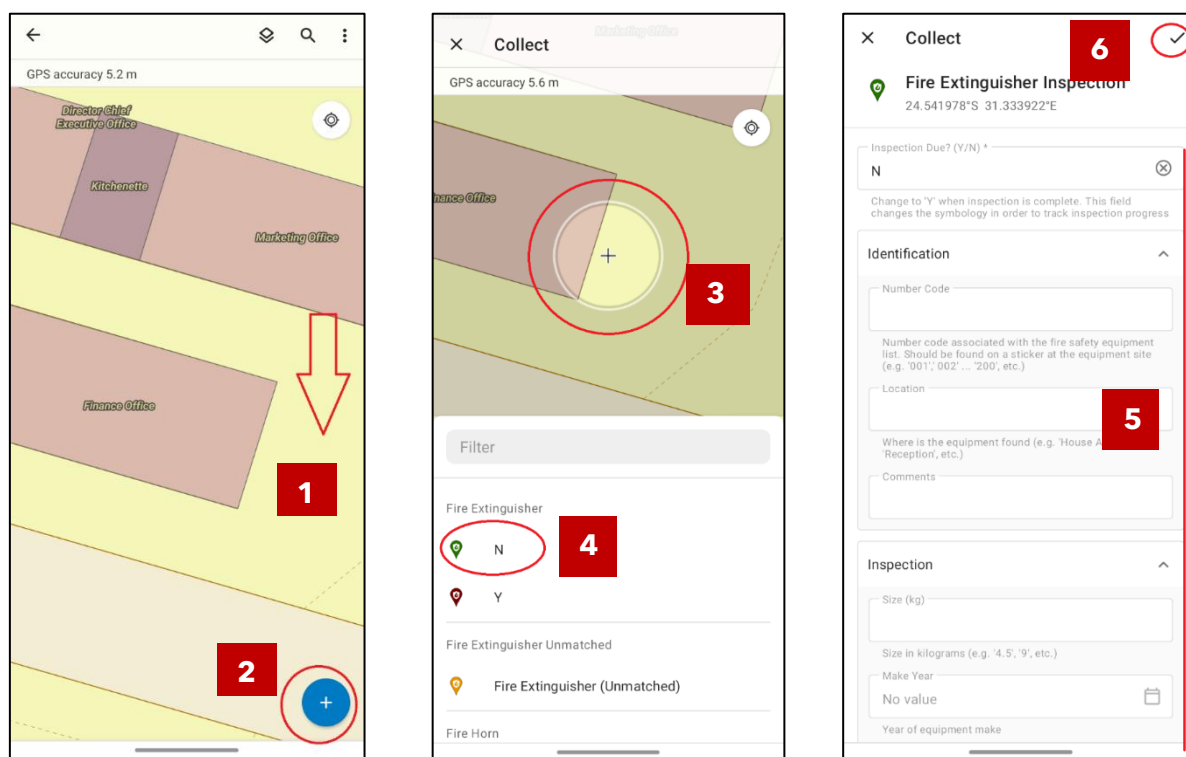 GPS accuracy 5.2 m
Director Chief
Executive Office
Kitchenette
Marketing Office
Finance Office
1
2
+
Collect
Marketing Office
GPS accuracy 5.6 m
nance Office
3
Filter
Fire Extinguisher
N
4
Y
Fire Extinguisher Unmatched
Fire Extinguisher (Unmatched)
Fire Horn
Collect
6
Fire Extinguisher Inspection
24.541978°S 31.333922°E
Inspection Due? (Y/N) *
N
Change to 'Y' when inspection is complete. This field
changes the symbology in order to track inspection progress
Identification
Number Code
Number code associated with the fire safety equipment
list. Should be found on a sticker at the equipment site
(e.g. '001', '002' ... '200', etc.)
Location
5
Where is the equipment found (e.g. 'House A
'Reception', etc.)
Comments
Inspection
Size (kg)
Size in kilograms (e.g. '4.5', '9', etc.)
Make Year
No value
Year of equipment make